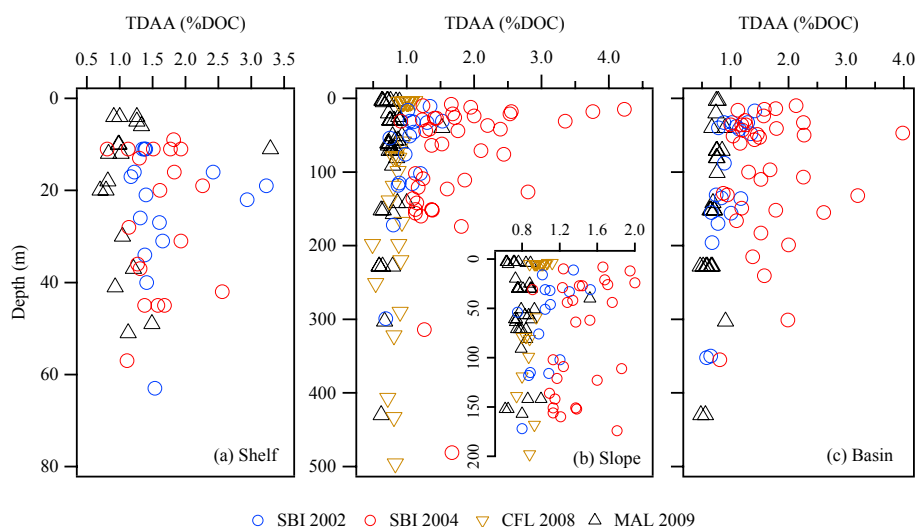 TDAA (%DOC) TDAA (%DOC) TDAA (%DOC)
0.5 1.0 1.5 2.0 2.5 3.0 3.5 1.0 2.0 3.0 4.0 1.0 2.0 3.0 4.0
Depth (m)
0
20
40
60
80
(a) Shelf
0
100
200
300
400
500
0.8 1.2 1.6 2.0
0
50
100
150
200
(b) Slope
(c) Basin
SBI 2002 SBI 2004 CFL 2008 MAL 2009